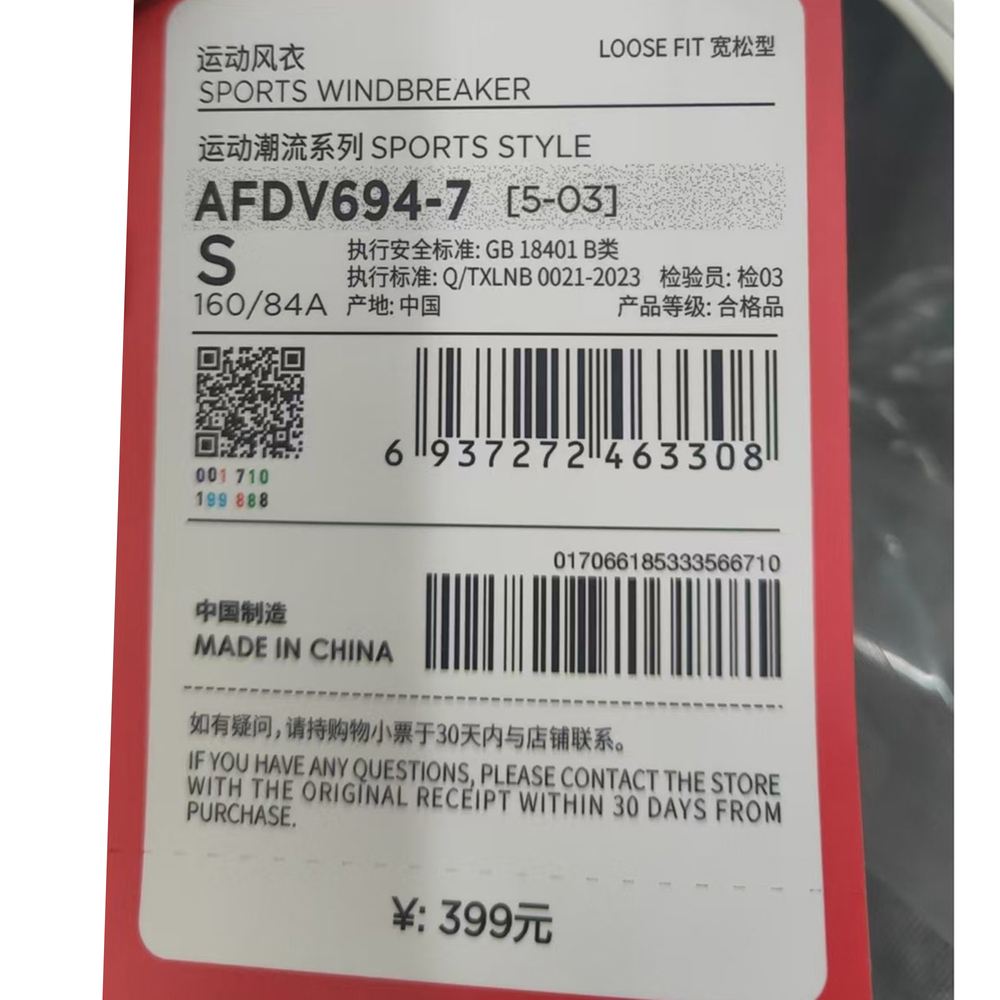 运动风衣
LOOSE FIT 宽松型
SPORTS WINDBREAKER
运动潮流系列 SPORTS STYLE
AFDV694-7 [5-03]
S
执行安全标准: GB 18401 B类
执行标准: Q/TXLNB 0021-2023 检验员: 检03
160/84A 产地: 中国 产品等级: 合格品
6 937272 463308
001 710
199 888
017066185333566710
中国制造
MADE IN CHINA
如有疑问,请持购物小票于30天内与店铺联系。
IF YOU HAVE ANY QUESTIONS, PLEASE CONTACT THE STORE
WITH THE ORIGINAL RECEIPT WITHIN 30 DAYS FROM
PURCHASE.
¥: 399元